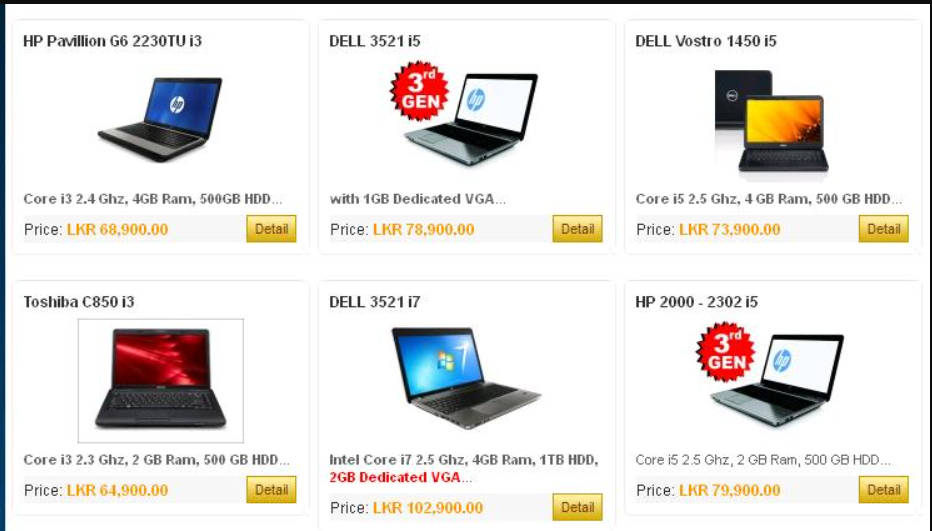 HP Pavillion G6 2230TU i3
DELL 3521 i5
DELL Vostro 1450 i5
hp
3rd
GEN
hp
DELL
Core i3 2.4 Ghz, 4GB Ram, 500GB HDD...
with 1GB Dedicated VGA...
Core i5 2.5 Ghz, 4 GB Ram, 500 GB HDD...
Price: LKR 68,900.00
Detail
Price: LKR 78,900.00
Detail
Price: LKR 73,900.00
Detail
Toshiba C850 i3
DELL 3521 i7
HP 2000 - 2302 i5
7
3rd
GEN
hp
Core i3 2.3 Ghz, 2 GB Ram, 500 GB HDD...
Intel Core i7 2.5 Ghz, 4GB Ram, 1TB HDD,
2GB Dedicated VGA...
Core i5 2.5 Ghz, 2 GB Ram, 500 GB HDD...
Price: LKR 64,900.00
Detail
Price: LKR 102,900.00
Detail
Price: LKR 79,900.00
Detail